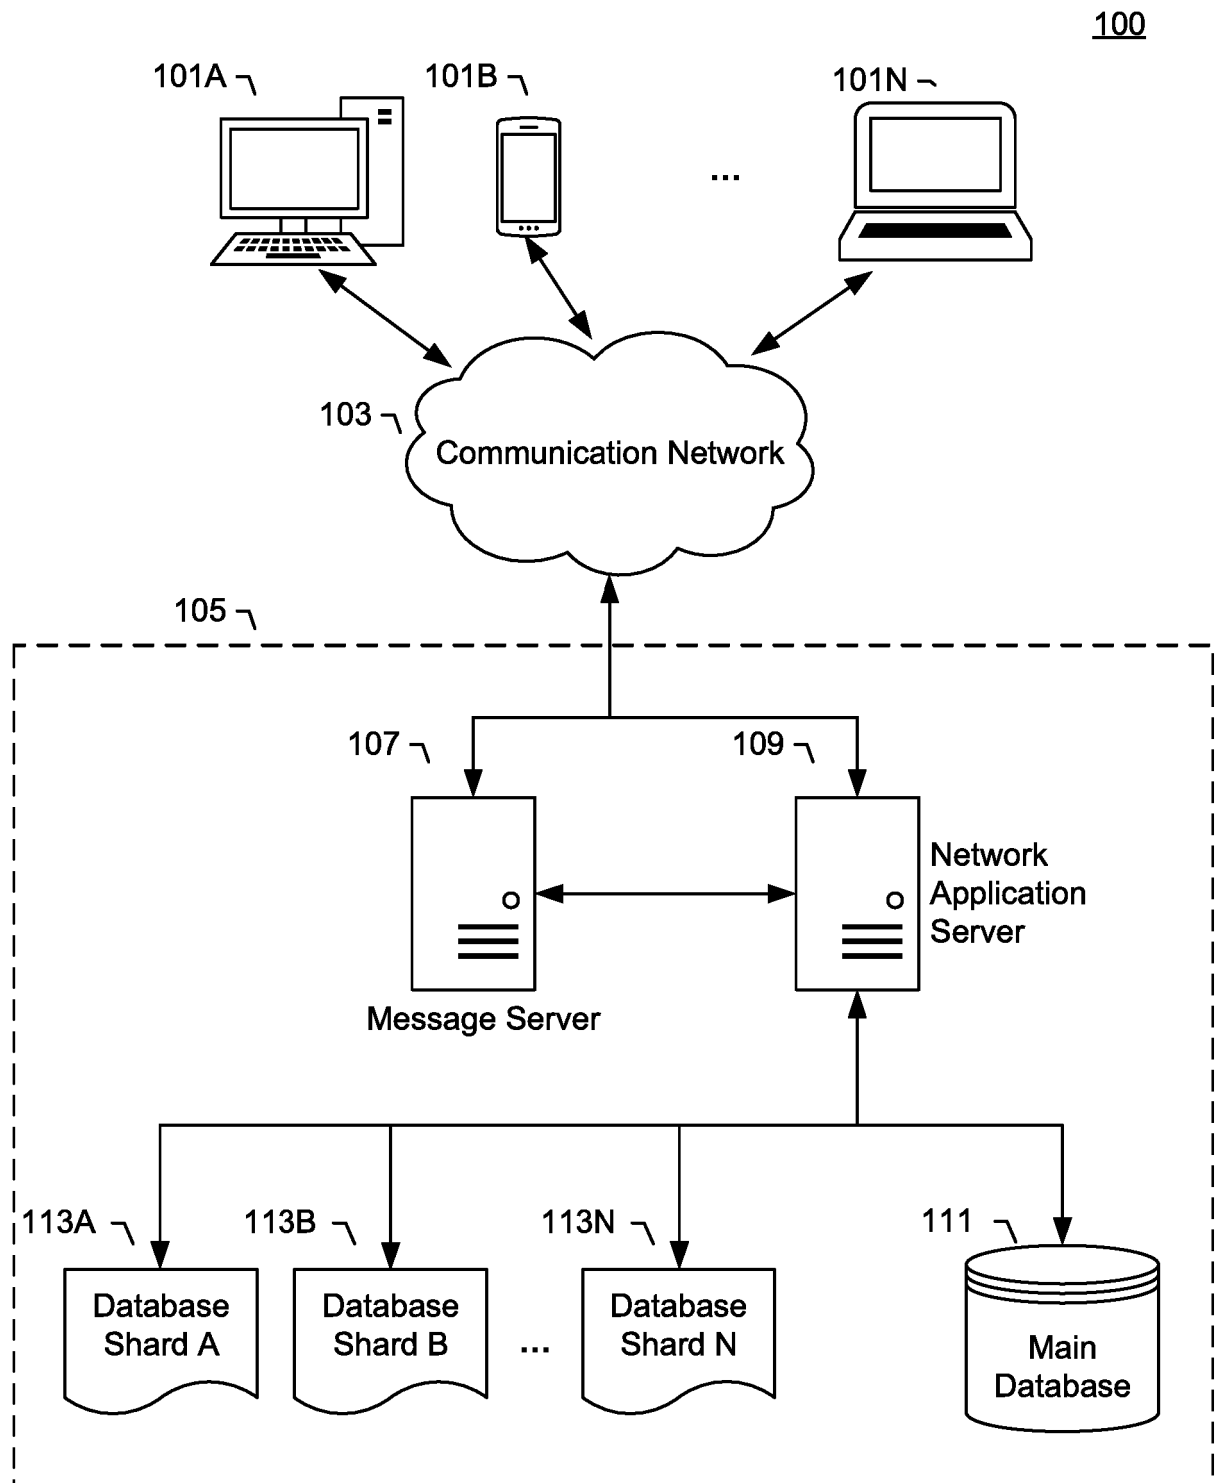 100
101A
101B
101N
...
103
Communication Network
105
107
109
Network
Application
Server
Message Server
113A
113B
113N
111
Database
Shard A
Database
Shard B
...
Database
Shard N
Main
Database